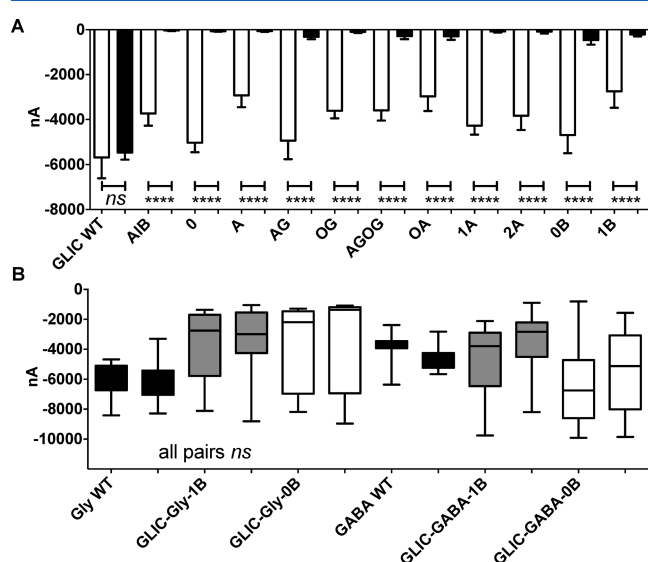 A
0
-2000
-4000
-6000
-8000
nA
ns **** **** **** **** **** **** **** **** **** **** ****
GLIC WT AIB 0 A AG OG AGOG OA 1A 2A 0B 1B
B
0
-2000
-4000
-6000
-8000
-10000
nA
all pairs ns
Gly WT GLIC-Gly-1B GLIC-Gly-0B GABA WT GLIC-GABA-1B GLIC-GABA-0B